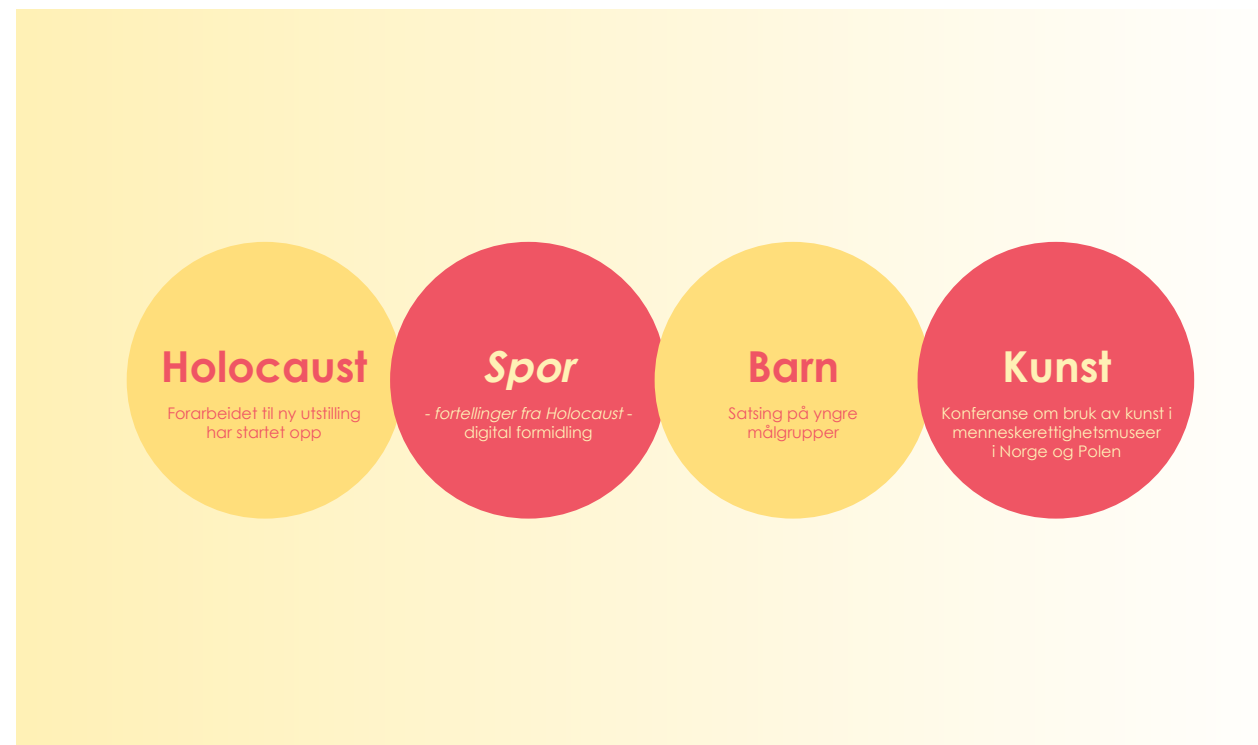 Holocaust
Forarbeidet til ny utstilling
har startet opp
Spor
- fortellinger fra Holocaust -
digital formidling
Barn
Satsing på yngre
målgrupper
Kunst
Konferanse om bruk av kunst i
menneskerettighetsmuseer
i Norge og Polen